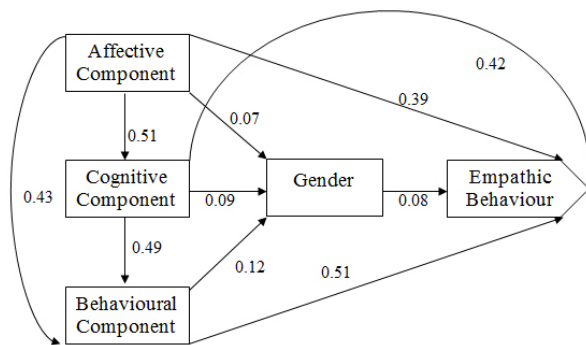 Affective
Component
0.42
0.39
0.07
0.51
Cognitive
Component
Gender
Empathic
Behaviour
0.43
0.09
0.08
0.49
0.12
0.51
Behavioural
Component